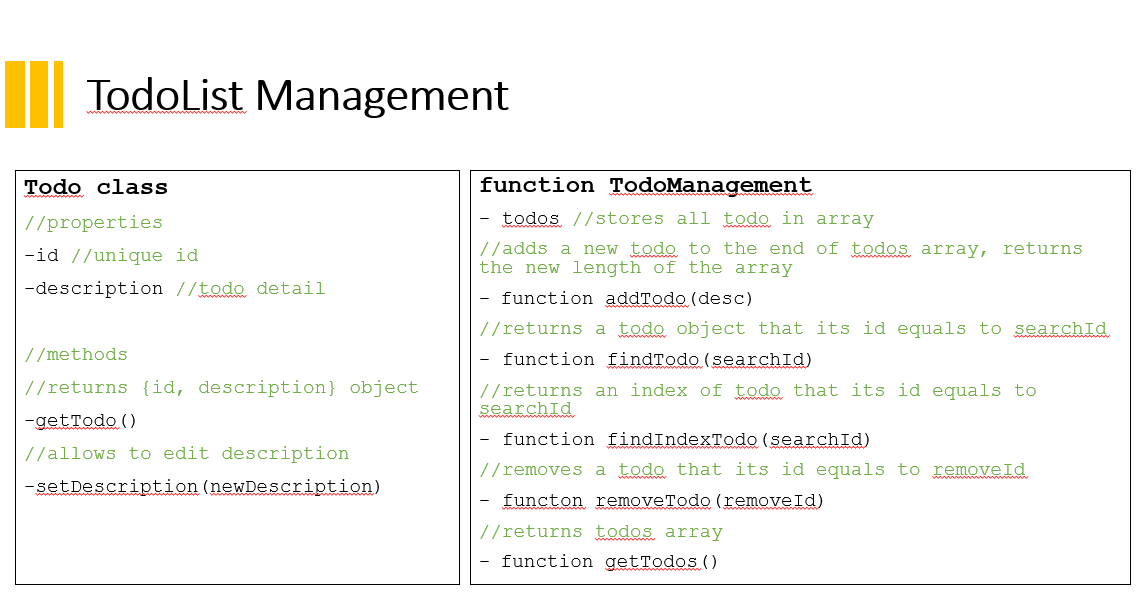 TodoList Management
Todo class
//properties
-id //unique id
-description //todo detail
//methods
//returns {id, description} object
-getTodo()
//allows to edit description
-setDescription(newDescription)
function TodoManagement
- todos //stores all todo in array
//adds a new todo to the end of todos array, returns
the new length of the array
- function addTodo(desc)
//returns a todo object that its id equals to searchId
- function findTodo(searchId)
//returns an index of todo that its id equals to
searchId
- function findIndexTodo(searchId)
//removes a todo that its id equals to removeId
- functon removeTodo(removeId)
//returns todos array
- function getTodos()